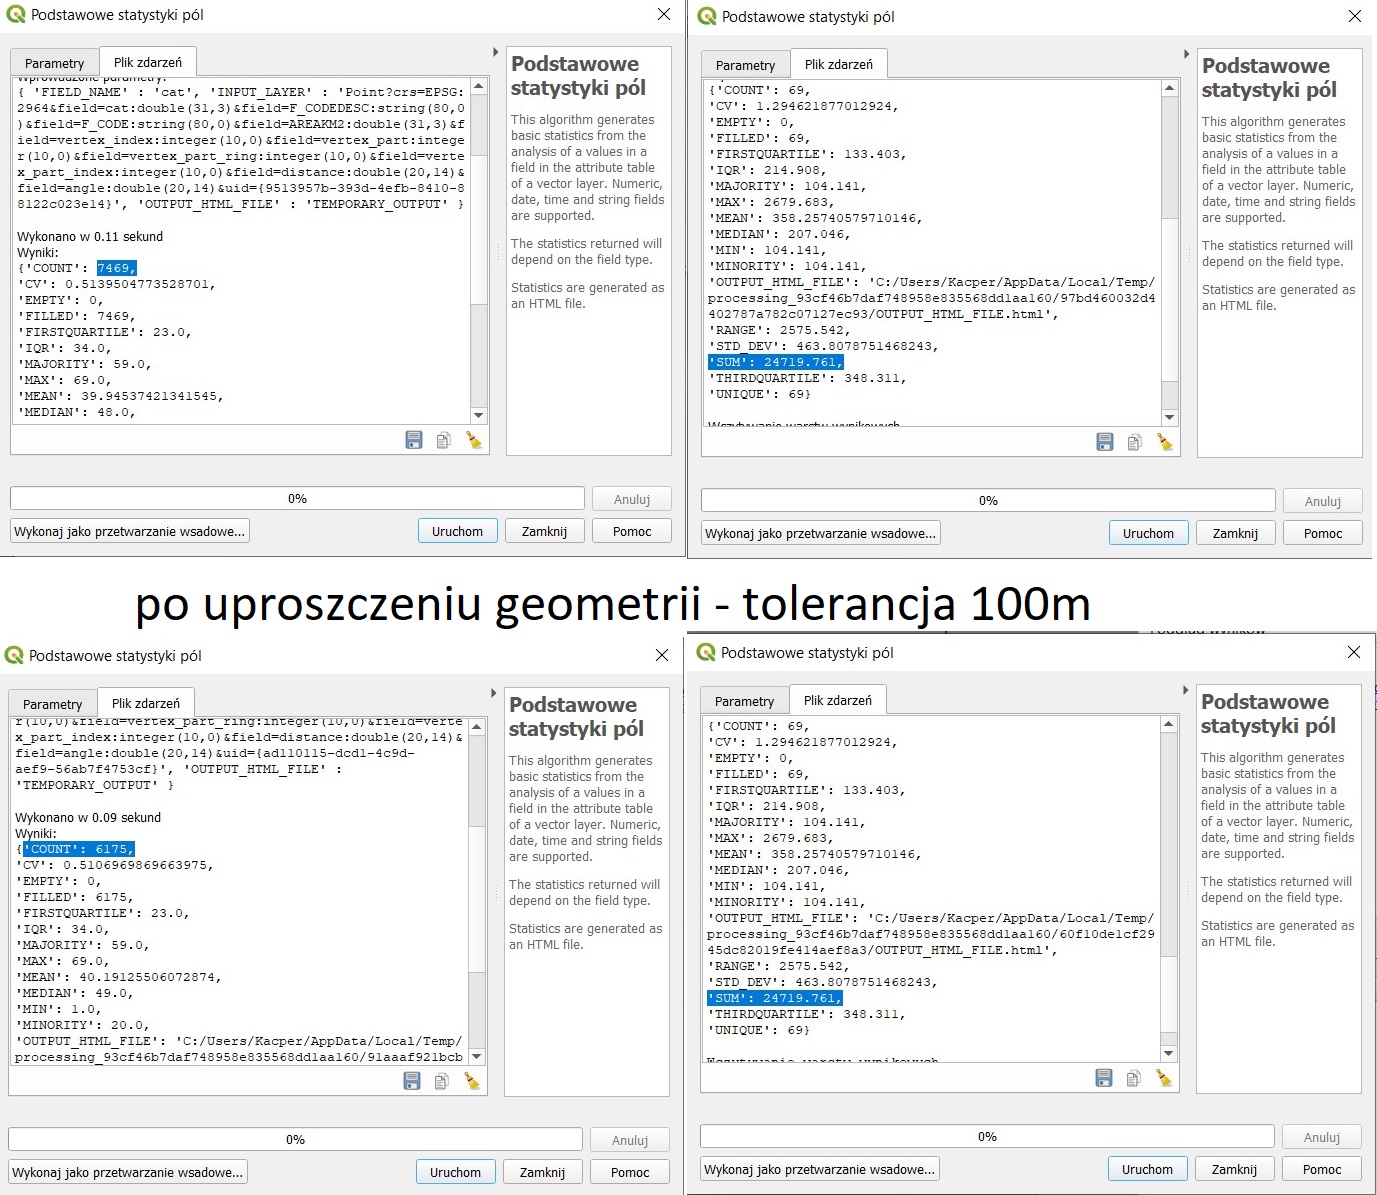 Podstawowe statystyki pól
Parametry
Plik zdarzeń
Wprowadzone parametry:
{ 'FIELD_NAME' : 'cat', 'INPUT_LAYER' : 'Point?crs=EPSG:
2964&field=cat:double(31,3)&field=F_CODEDESC:string(80,0
)&field=F_CODE:string(80,0)&field=AREAKM2:double(31,3)&f
ield=vertex_index:integer(10,0)&field=vertex_part:intege
r(10,0)&field=vertex_part_ring:integer(10,0)&field=verte
x_part_index:integer(10,0)&field=distance:double(20,14)&
field=angle:double(20,14)&uid={9513957b-393d-4efb-8410-8
8122c023e14}', 'OUTPUT_HTML_FILE' : 'TEMPORARY_OUTPUT' }
Wykonano w 0.11 sekund
Wyniki:
{'COUNT': 7469,
'CV': 0.5139504773528701,
'EMPTY': 0,
'FILLED': 7469,
'FIRSTQUARTILE': 23.0,
'IQR': 34.0,
'MAJORITY': 59.0,
'MAX': 69.0,
'MEAN': 39.94537421341545,
'MEDIAN': 48.0,
Podstawowe
statystyki pól
This algorithm generates
basic statistics from the
analysis of a values in a
field in the attribute table
of a vector layer. Numeric,
date, time and string fields
are supported.
The statistics returned will
depend on the field type.
Statistics are generated as
an HTML file.
0%
Anuluj
Wykonaj jako przetwarzanie wsadowe...
Uruchom
Zamknij
Pomoc
Podstawowe statystyki pól
Parametry
Plik zdarzeń
{'COUNT': 69,
'CV': 1.294621877012924,
'EMPTY': 0,
'FILLED': 69,
'FIRSTQUARTILE': 133.403,
'IQR': 214.908,
'MAJORITY': 104.141,
'MAX': 2679.683,
'MEAN': 358.25740579710146,
'MEDIAN': 207.046,
'MIN': 104.141,
'MINORITY': 104.141,
'OUTPUT_HTML_FILE': 'C:/Users/Kacper/AppData/Local/Temp/
processing_93cf46b7daf748958e835568dd1aa160/97bd460032d4
402787a782c07127ec93/OUTPUT_HTML_FILE.html',
'RANGE': 2575.542,
'STD_DEV': 463.8078751468243,
'SUM': 24719.761,
'THIRDQUARTILE': 348.311,
'UNIQUE': 69}
Wczytywanie warstw wynikowych
Podstawowe
statystyki pól
This algorithm generates
basic statistics from the
analysis of a values in a
field in the attribute table
of a vector layer. Numeric,
date, time and string fields
are supported.
The statistics returned will
depend on the field type.
Statistics are generated as
an HTML file.
0%
Anuluj
Wykonaj jako przetwarzanie wsadowe...
Uruchom
Zamknij
Pomoc
po uproszczeniu geometrii - tolerancja 100m
Podstawowe statystyki pól
Parametry
Plik zdarzeń
r(10,0)&field=vertex_part_ring:integer(10,0)&field=verte
x_part_index:integer(10,0)&field=distance:double(20,14)&
field=angle:double(20,14)&uid={ad110115-dcd1-4c9d-
aef9-56ab7f4753cf}', 'OUTPUT_HTML_FILE' :
'TEMPORARY_OUTPUT' }
Wykonano w 0.09 sekund
Wyniki:
{'COUNT': 6175,
'CV': 0.5106969869663975,
'EMPTY': 0,
'FILLED': 6175,
'FIRSTQUARTILE': 23.0,
'IQR': 34.0,
'MAJORITY': 59.0,
'MAX': 69.0,
'MEAN': 40.19125506072874,
'MEDIAN': 49.0,
'MIN': 1.0,
'MINORITY': 20.0,
'OUTPUT_HTML_FILE': 'C:/Users/Kacper/AppData/Local/Temp/
processing_93cf46b7daf748958e835568dd1aa160/91aaaf921bcb
Podstawowe
statystyki pól
This algorithm generates
basic statistics from the
analysis of a values in a
field in the attribute table
of a vector layer. Numeric,
date, time and string fields
are supported.
The statistics returned will
depend on the field type.
Statistics are generated as
an HTML file.
0%
Anuluj
Wykonaj jako przetwarzanie wsadowe...
Uruchom
Zamknij
Pomoc
Podstawowe statystyki pól
Parametry
Plik zdarzeń
{'COUNT': 69,
'CV': 1.294621877012924,
'EMPTY': 0,
'FILLED': 69,
'FIRSTQUARTILE': 133.403,
'IQR': 214.908,
'MAJORITY': 104.141,
'MAX': 2679.683,
'MEAN': 358.25740579710146,
'MEDIAN': 207.046,
'MIN': 104.141,
'MINORITY': 104.141,
'OUTPUT_HTML_FILE': 'C:/Users/Kacper/AppData/Local/Temp/
processing_93cf46b7daf748958e835568dd1aa160/60f10de1cf29
45dc82019fe414aef8a3/OUTPUT_HTML_FILE.html',
'RANGE': 2575.542,
'STD_DEV': 463.8078751468243,
'SUM': 24719.761,
'THIRDQUARTILE': 348.311,
'UNIQUE': 69}
Wczytywanie warstw wynikowych
Podstawowe
statystyki pól
This algorithm generates
basic statistics from the
analysis of a values in a
field in the attribute table
of a vector layer. Numeric,
date, time and string fields
are supported.
The statistics returned will
depend on the field type.
Statistics are generated as
an HTML file.
0%
Anuluj
Wykonaj jako przetwarzanie wsadowe...
Uruchom
Zamknij
Pomoc